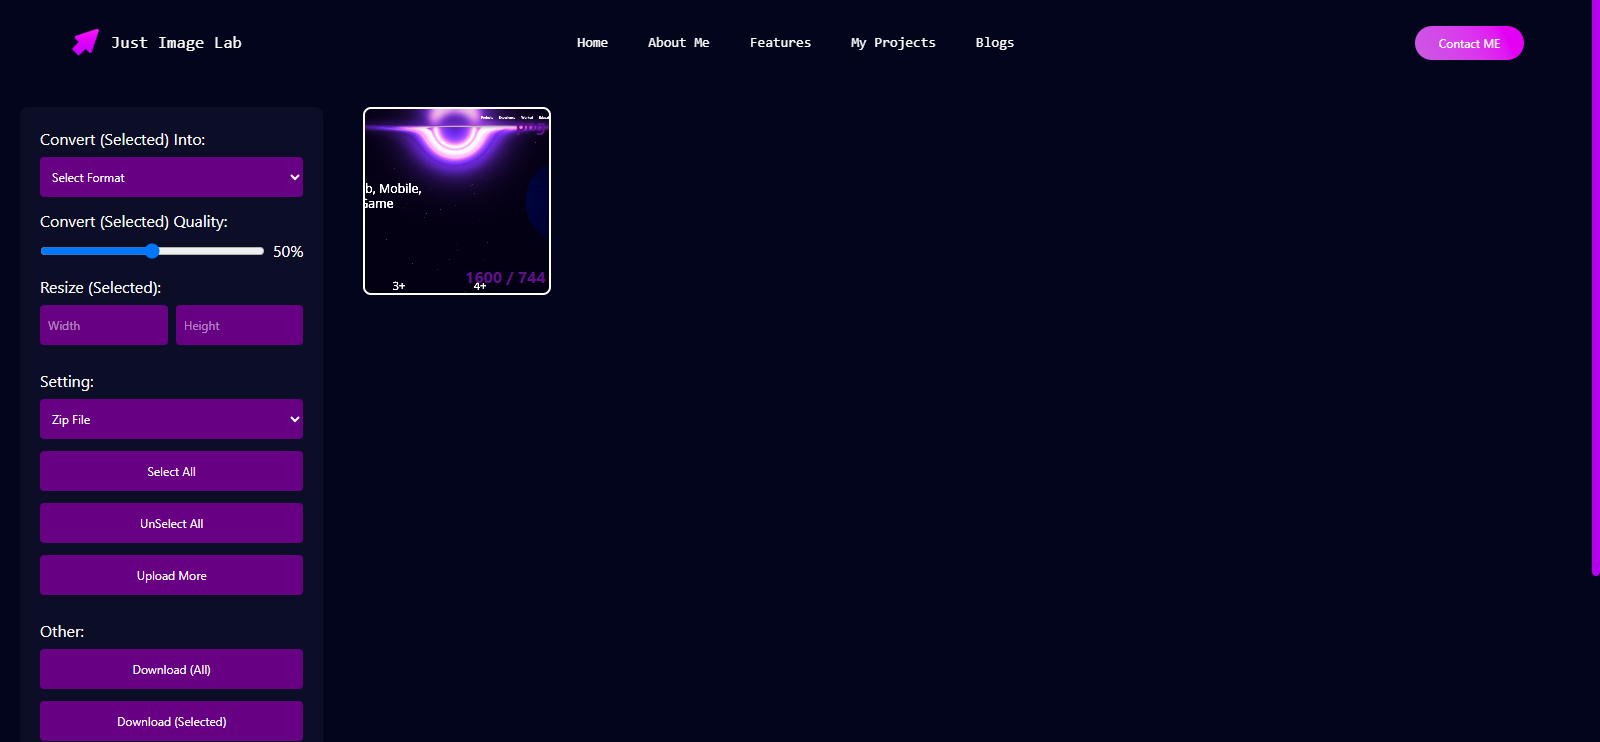 Just Image Lab
Home
About Me
Features
My Projects
Blogs
Contact ME
Convert (Selected) Into:
Select Format
Convert (Selected) Quality:
50%
Resize (Selected):
Width
Height
Setting:
Zip File
Select All
UnSelect All
Upload More
Other:
Download (All)
Download (Selected)
png
b, Mobile,
Game
1600 / 744
3+
4+